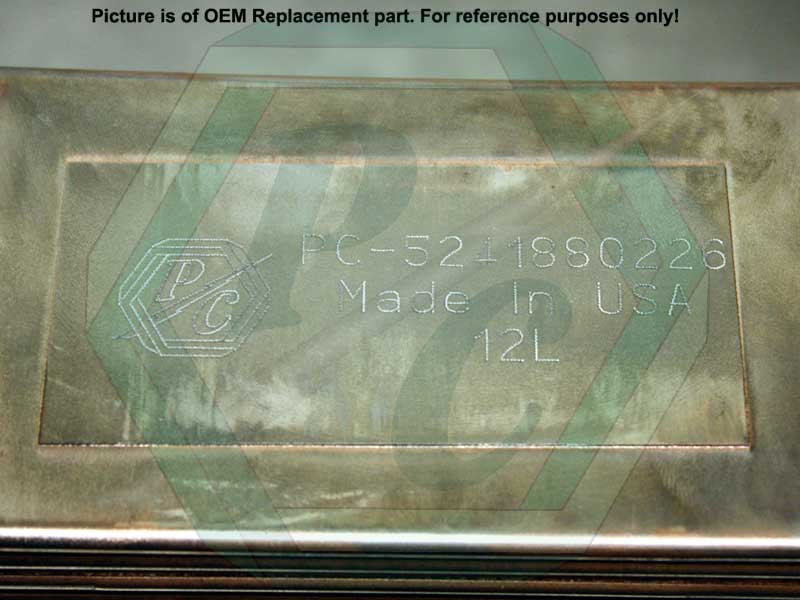 Picture is of OEM Replacement part. For reference purposes only!
PC-5211880226
P/C
Made In USA
12L
P
C